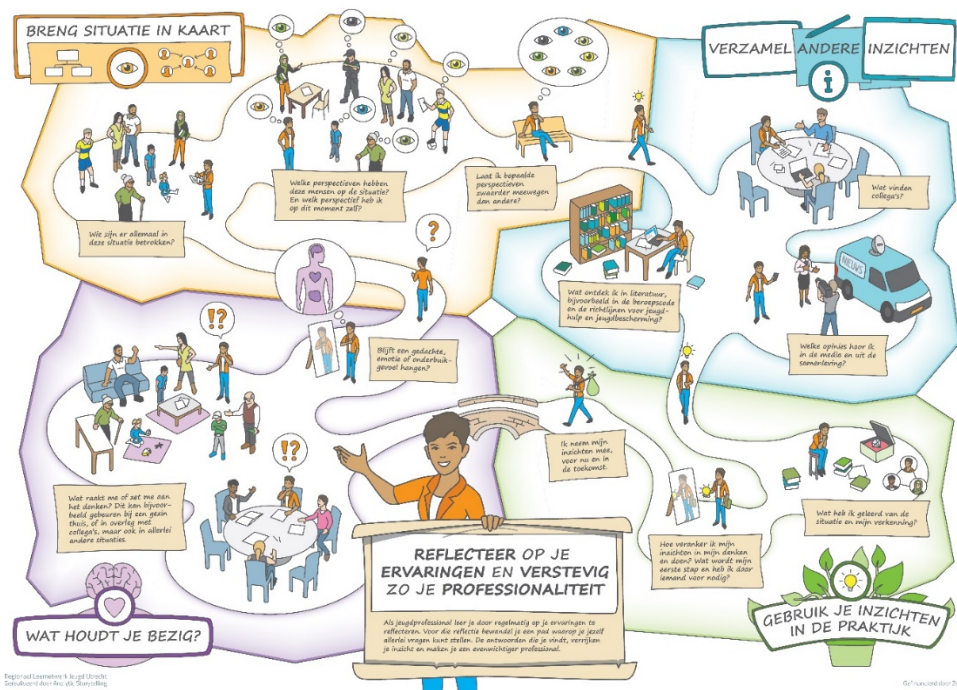 BRENG SITUATIE IN KAART
VERZAMEL ANDERE INZICHTEN
i
Wie zijn er allemaal in
deze situatie betrokken?
Welke perspectieven hebben
deze mensen op de situatie?
En welk perspectief heb ik
op dit moment zelf?
Laat ik bepaalde
perspectieven
zwaarder meewegen
dan andere?
Wat vinden
collega's?
?
Wat ontdek ik in literatuur,
bijvoorbeeld in de beroepscode
en de richtlijnen voor jeugd-
hulp en jeugdbescherming?
NIEUWS
Welke opinies hoor ik
in de media en uit de
samenleving?
!?
Blijft een gedachte,
emotie of onderbuik-
gevoel hangen?
Ik neem mijn
inzichten mee,
voor nu en in
de toekomst.
!?
Wat raakt me of zet me aan
het denken? Dit kan bijvoor-
beeld gebeuren bij een gezin
thuis, of in overleg met
collega's, maar ook in allerlei
andere situaties.
Wat heb ik geleerd van de
situatie en mijn verkenning?
Hoe veranker ik mijn
inzichten in mijn denken
en doen? Wat wordt mijn
eerste stap en heb ik daar
iemand voor nodig?
REFLECTEER OP JE
ERVARINGEN EN VERSTEVIG
ZO JE PROFESSIONALITEIT
Als jeugdprofessional leer je door regelmatig op je ervaringen te
reflecteren. Voor die reflectie bewandel je een pad waarop je jezelf
allerlei vragen kunt stellen. De antwoorden die je vindt, verrijken
je inzicht en maken je een evenwichtiger professional.
WAT HOUDT JE BEZIG?
GEBRUIK JE INZICHTEN
IN DE PRAKTIJK
Regionaal Leernetwerk Jeugd Utrecht
Storytelling
Gefinancierd door